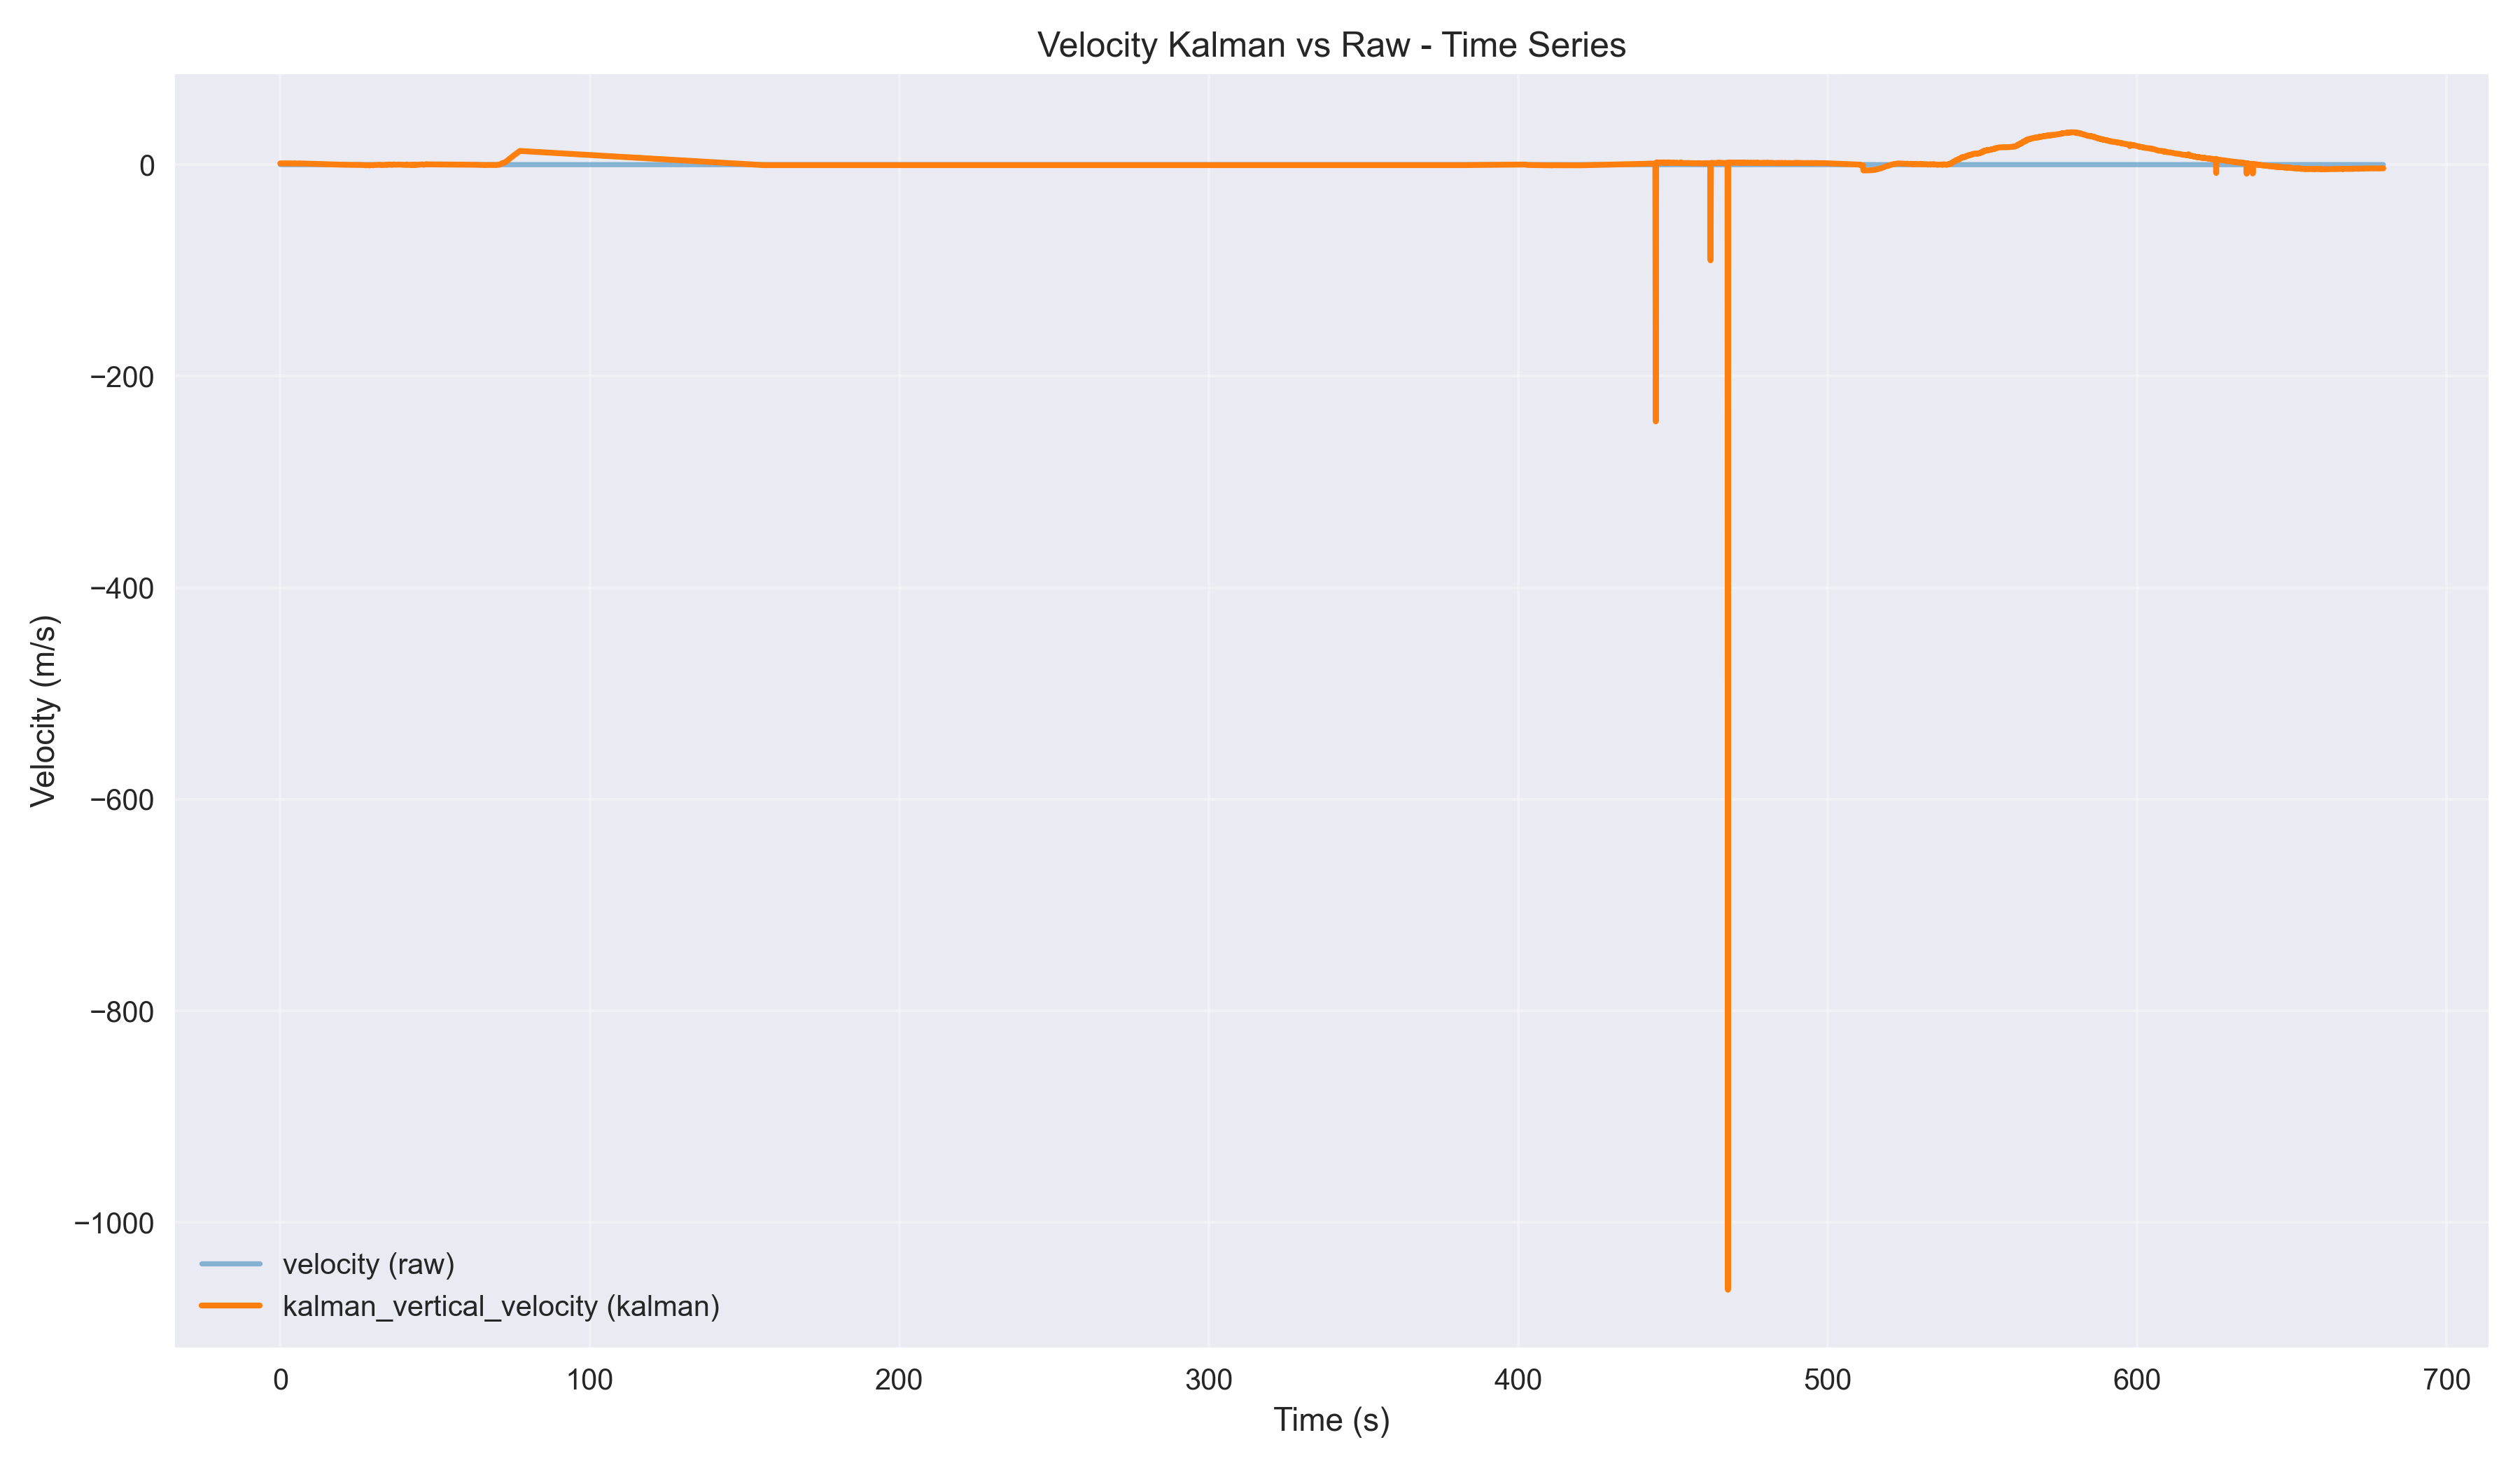 Velocity Kalman vs Raw - Time Series
Velocity (m/s)
0
−200
−400
−600
−800
−1000
velocity (raw)
kalman_vertical_velocity (kalman)
0 100 200 300 400 500 600 700
Time (s)